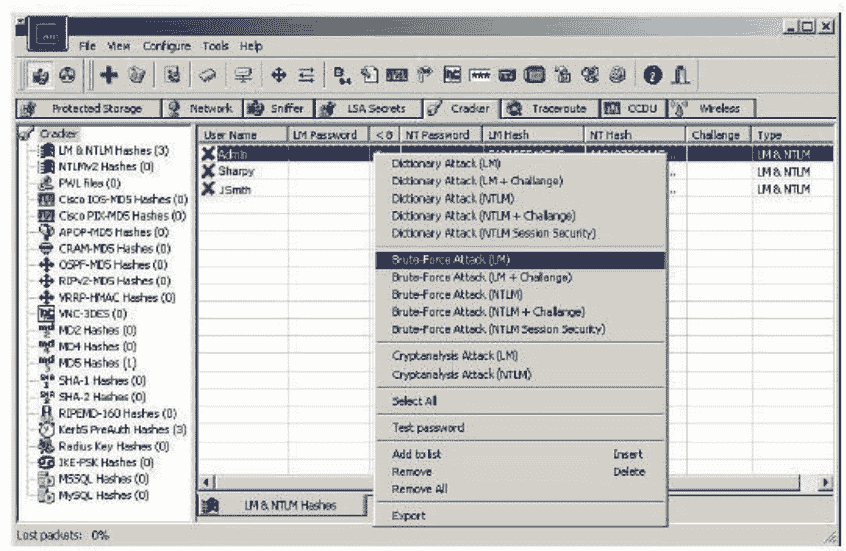 File View Configure Tools Help
Protected Storage Network Sniffer LSA Secrets Cracker Traceroute CCDU Wireless
Cracker
LM & NTLM Hashes (3)
NTLMv2 Hashes (0)
PWL files (0)
Cisco IOS-MD5 Hashes (0)
Cisco PIX-MD5 Hashes (0)
APOP-MD5 Hashes (0)
CRAM-MD5 Hashes (0)
OSPF-MD5 Hashes (0)
RIPv2-MD5 Hashes (0)
VRRP-HMAC Hashes (0)
VNC-3DES (0)
MD2 Hashes (0)
MD4 Hashes (0)
MD5 Hashes (1)
SHA-1 Hashes (0)
SHA-2 Hashes (0)
RIPEMD-160 Hashes (0)
Kerb5 PreAuth Hashes (3)
Radius Key Hashes (0)
IKE-PSK Hashes (0)
MSSQL Hashes (0)
MySQL Hashes (0)
User Name LM Password < 8 NT Password LM Hash NT Hash Challange Type
Admin LM & NTLM
Sharpy LM & NTLM
JSmth LM & NTLM
Dictionary Attack (LM)
Dictionary Attack (LM + Challange)
Dictionary Attack (NTLM)
Dictionary Attack (NTLM + Challange)
Dictionary Attack (NTLM Session Security)
Brute-Force Attack (LM)
Brute-Force Attack (LM + Challange)
Brute-Force Attack (NTLM)
Brute-Force Attack (NTLM + Challange)
Brute-Force Attack (NTLM Session Security)
Cryptanalysis Attack (LM)
Cryptanalysis Attack (NTLM)
Select All
Test password
Add to list Insert
Remove Delete
Remove All
Export
LM & NTLM Hashes
Lost packets: 0%